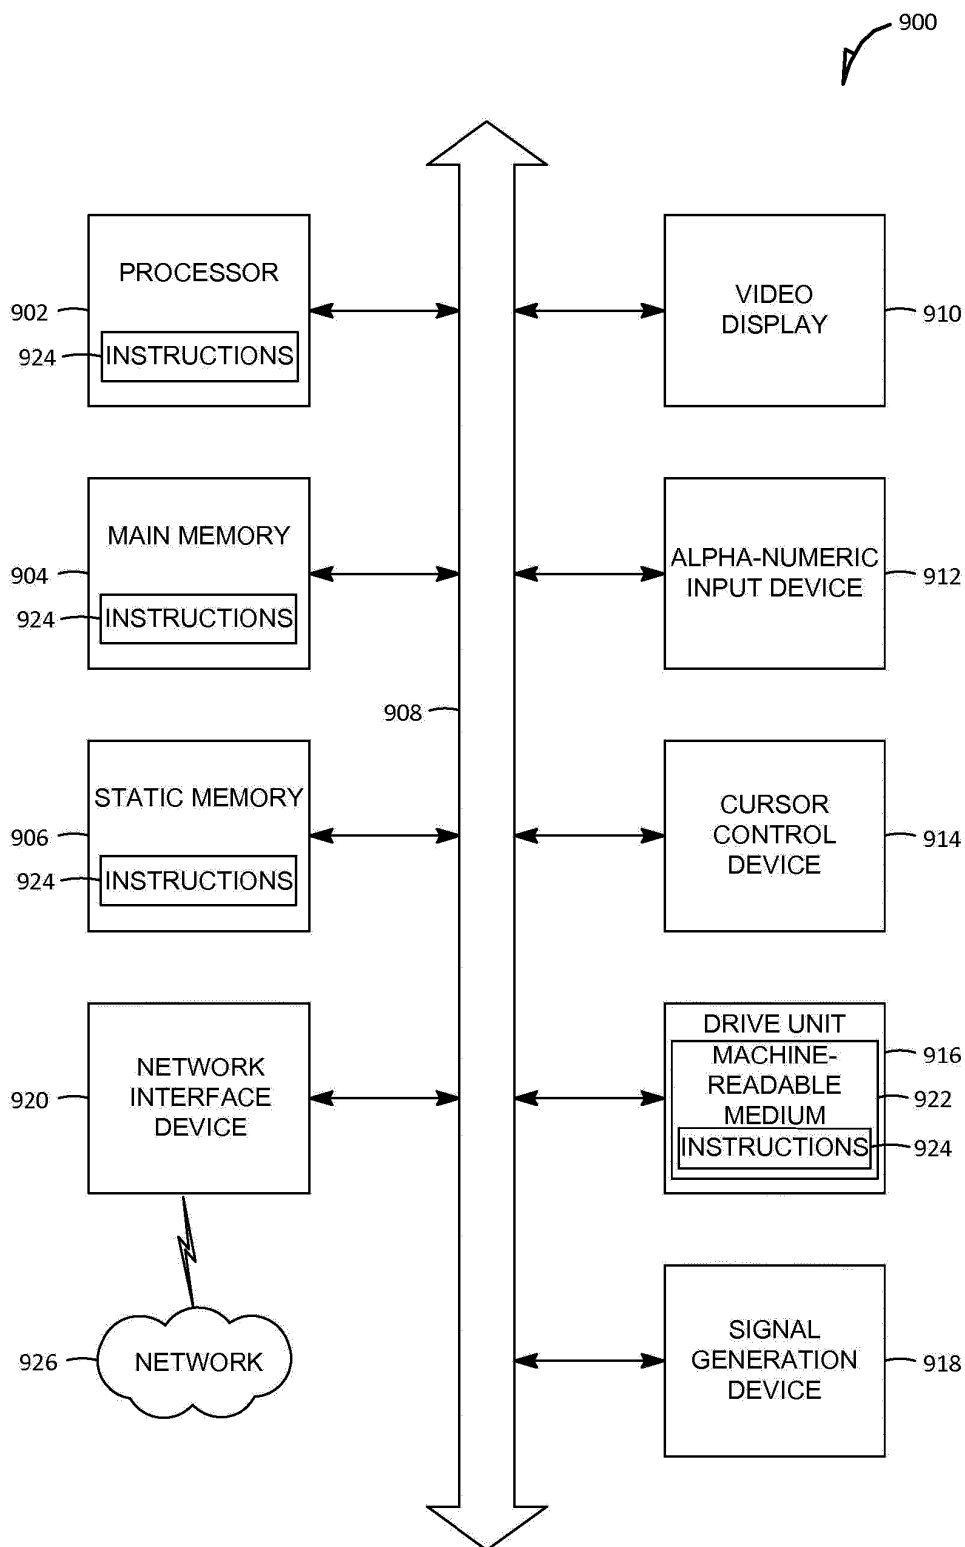 900
PROCESSOR
902
924
INSTRUCTIONS
VIDEO
DISPLAY
910
MAIN MEMORY
904
924
INSTRUCTIONS
ALPHA-NUMERIC
INPUT DEVICE
912
908
STATIC MEMORY
906
924
INSTRUCTIONS
CURSOR
CONTROL
DEVICE
914
NETWORK
INTERFACE
DEVICE
920
DRIVE UNIT
916
MACHINE-
READABLE
MEDIUM
922
INSTRUCTIONS
924
926
NETWORK
SIGNAL
GENERATION
DEVICE
918